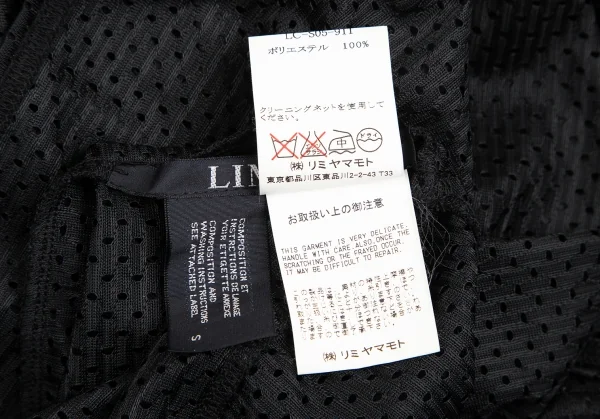 LC-S05-911
ポリエステル 100%
クリーニングネットを使用して
ください。
中
ドライ
(株) リミヤマモト
東京都品川区東品川2-2-43 T33
LIM
COMPOSITION ET
INSTRUCTIONS DE LAVAGE
VOIR ETIQUETTE ANNEXE
COMPOSITION AND
WASHING INSTRUCTIONS
SEE ATTACHED LABEL
S
お取扱い上の御注意
THIS GARMENT IS VERY DELICATE.
HANDLE WITH CARE.ALSO,ONCE THE
SCRATCHING OR THE FRAYED OCCUR.
IT MAY BE DIFFICULT TO REPAIR.
(株) リミヤマモト